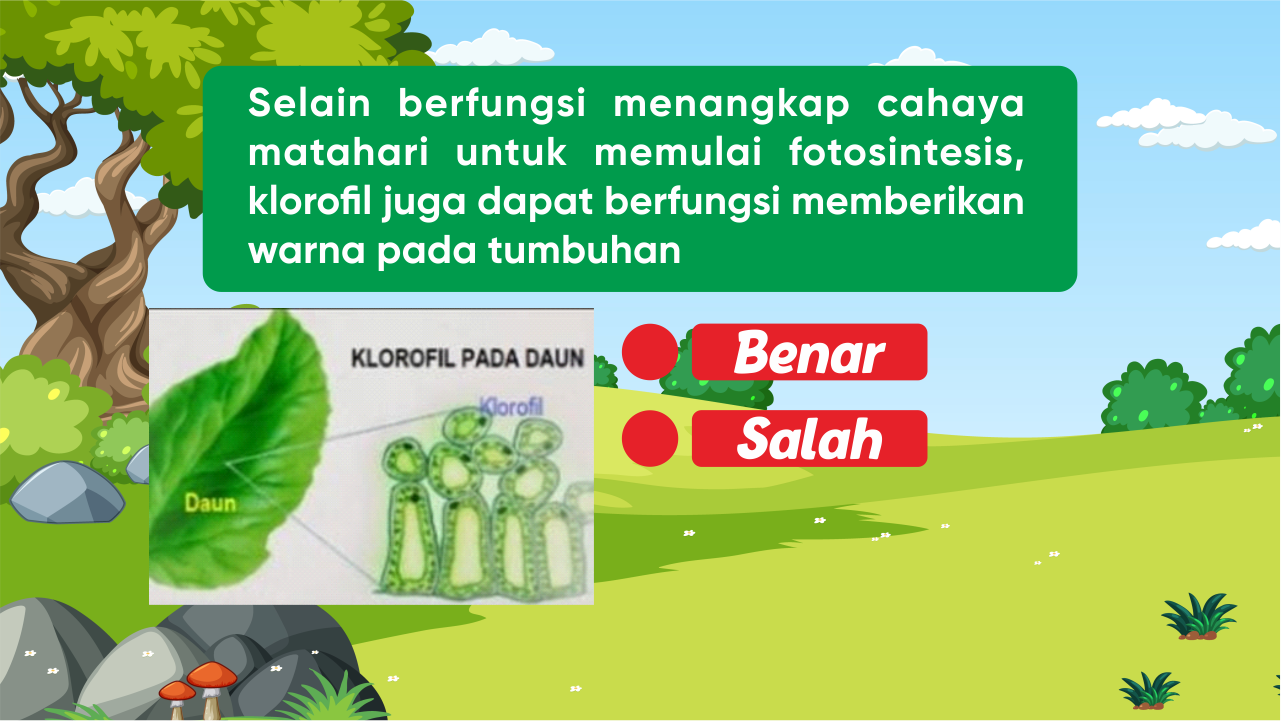 Selain berfungsi menangkap cahaya
matahari untuk memulai fotosintesis,
klorofil juga dapat berfungsi memberikan
warna pada tumbuhan
KLOROFIL PADA DAUN
Klorofil
Daun
Benar
Salah